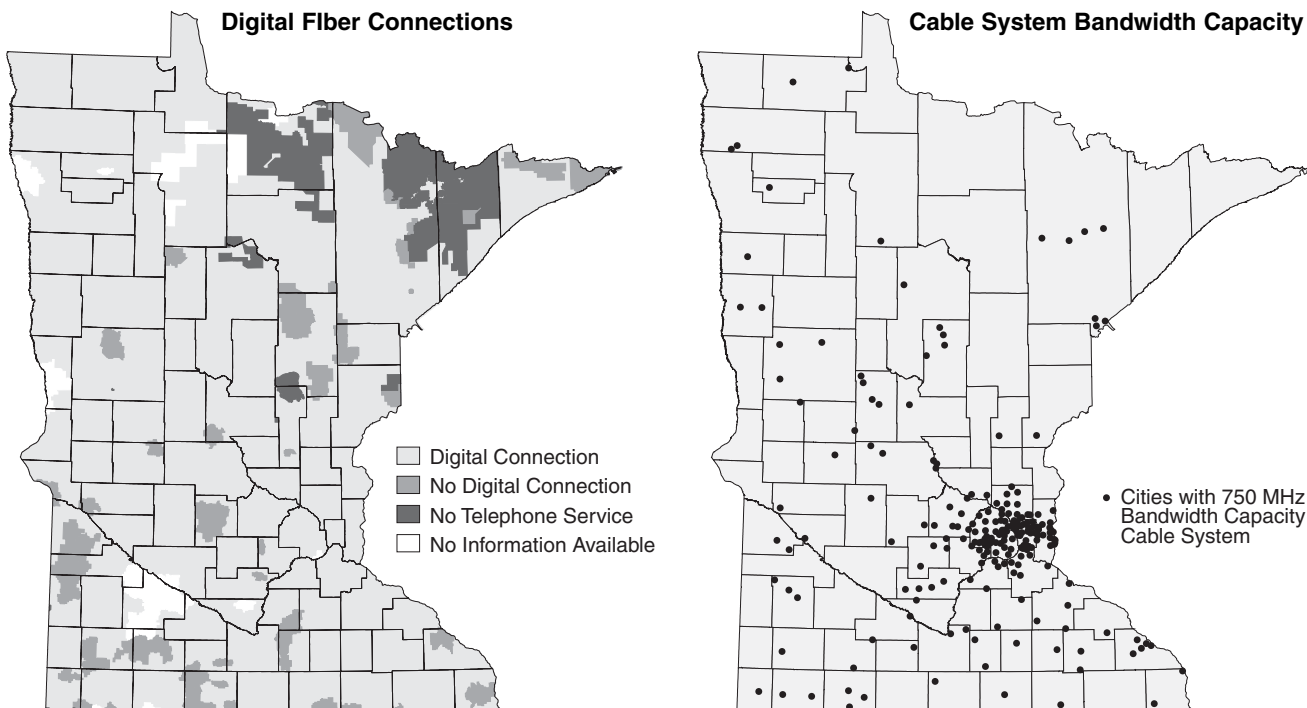 Digital FIber Connections
Digital Connection
No Digital Connection
No Telephone Service
No Information Available
Cable System Bandwidth Capacity
Cities with 750 MHz
Bandwidth Capacity
Cable System